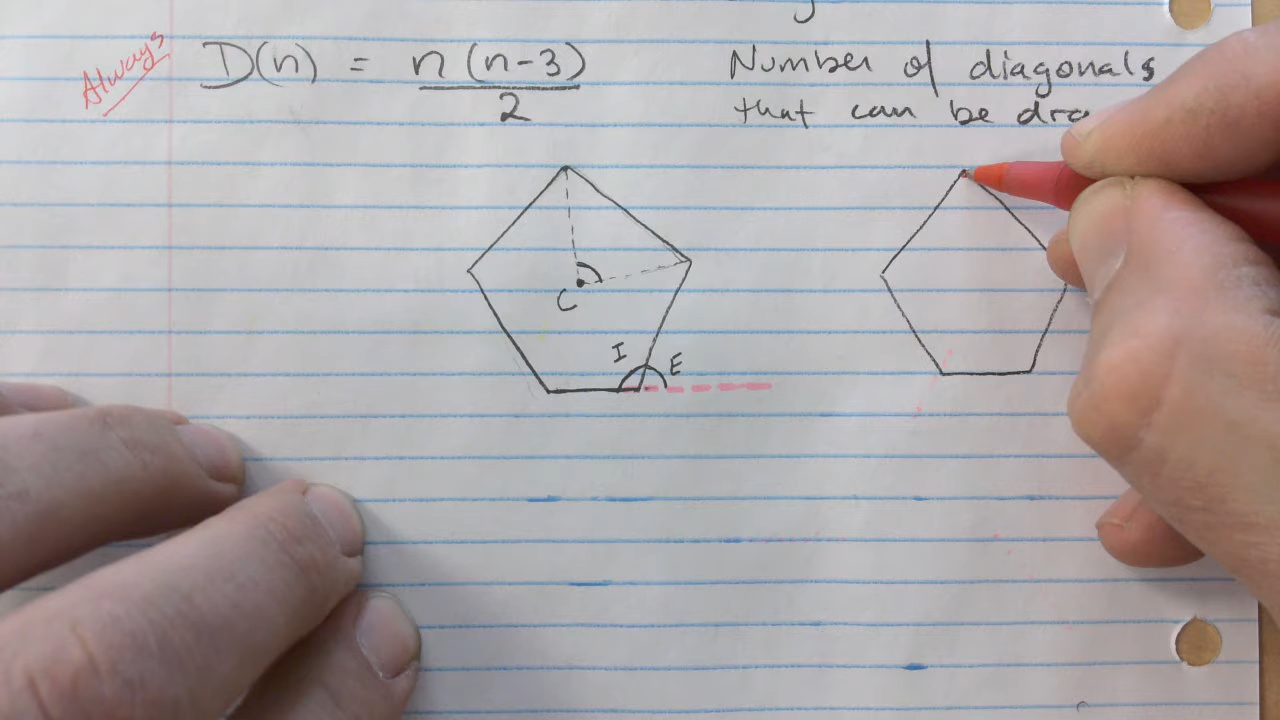 Always
D(n) = n(n-3)/2
Number of diagonals
that can be
C
I E